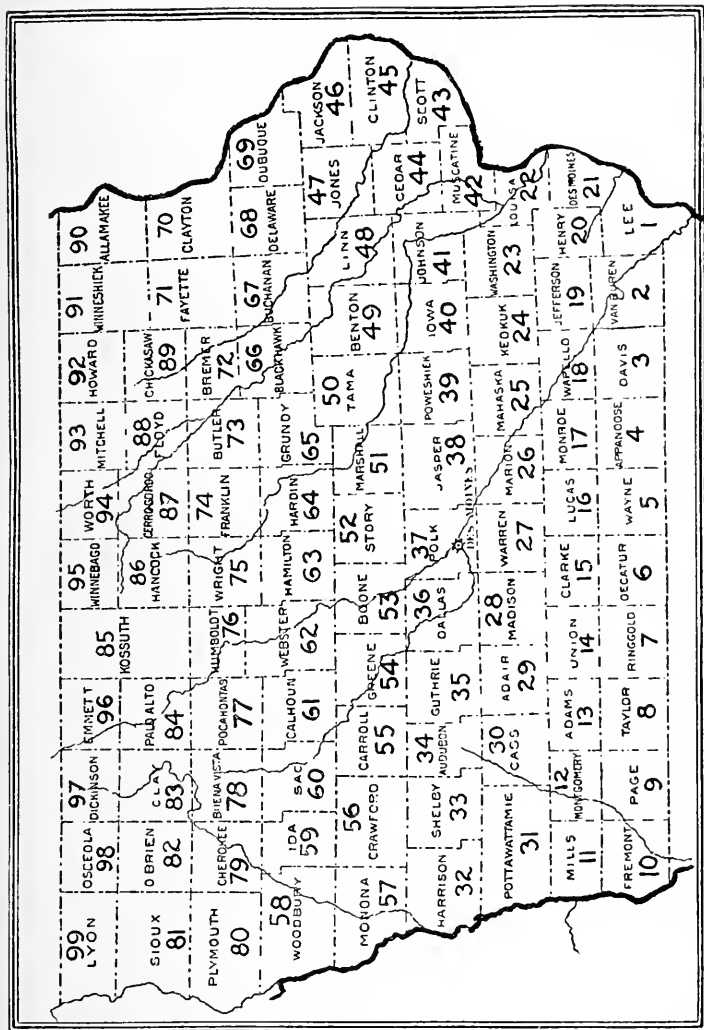 99
LYON
OSCEOLA
98
97
DICKINSON
EMMETT
96
85
KOSSUTH
95
WINNEBAGO
WORTH
94
93
MITCHELL
92
HOWARD
91
WINNESHIEK
90
ALLAMAKEE
SIOUX
81
O BRIEN
82
CLAY
83
PALO ALTO
84
86
HANCOCK
CERROGORDO
87
88
FLOYD
CHICKASAW
89
71
FAYETTE
70
CLAYTON
PLYMOUTH
80
CHEROKEE
79
BUENAVISTA
78
POCAHONTAS
77
HUMBOLDT
76
WRIGHT
75
74
FRANKLIN
BUTLER
73
BREMER
72
58
WOODBURY
IDA
59
SAC
60
CALHOUN
61
WEBSTER
62
HAMILTON
63
HARDIN
64
GRUNDY
65
66
BLACKHAWK
67
BUCHANAN
68
DELAWARE
69
DUBUQUE
MONONA
57
56
CRAWFORD
CARROLL
55
GREENE
54
BOONE
53
52
STORY
MARSHALL
51
50
TAMA
BENTON
49
LINN
48
47
JONES
JACKSON
46
HARRISON
32
SHELBY
33
34
AUDUBON
GUTHRIE
35
36
DALLAS
37
POLK
DES MOINES
JASPER
38
POWESHIEK
39
IOWA
40
JOHNSON
41
CEDAR
44
CLINTON
45
SCOTT
43
MUSCATINE
42
POTTAWATTAMIE
31
30
CASS
ADAIR
29
28
MADISON
WARREN
27
MARION
26
MAHASKA
25
KEOKUK
24
WASHINGTON
23
LOUISA
22
MILLS
11
12
MONTGOMERY
ADAMS
13
UNION
14
CLARKE
15
LUCAS
16
MONROE
17
WAPELLO
18
JEFFERSON
19
HENRY
20
DESMOINES
21
FREMONT
10
PAGE
9
TAYLOR
8
RINGGOLD
7
DECATUR
6
WAYNE
5
APPANOOSE
4
DAVIS
3
VANBUREN
2
LEE
1